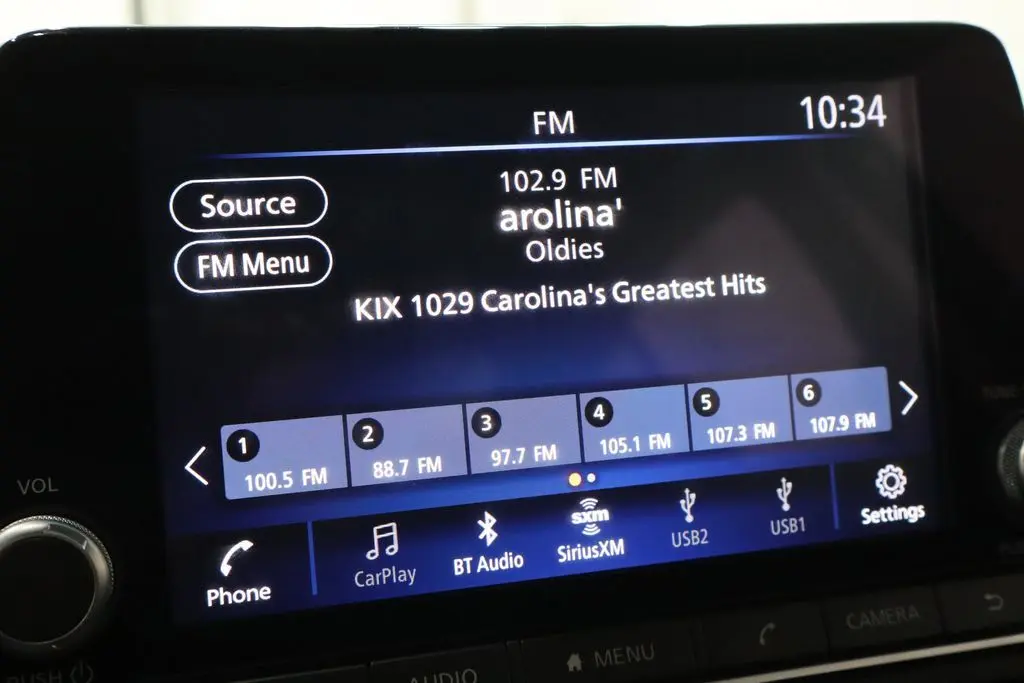 FM
10:34
102.9 FM
arolina'
Oldies
KIX 1029 Carolina's Greatest Hits
Source
FM Menu
1
100.5 FM
2
88.7 FM
3
97.7 FM
4
105.1 FM
5
107.3 FM
6
107.9 FM
Phone
CarPlay
BT Audio
sxm
SiriusXM
USB2
USB1
Settings
VOL
PUSH
AUDIO
MENU
CAMERA